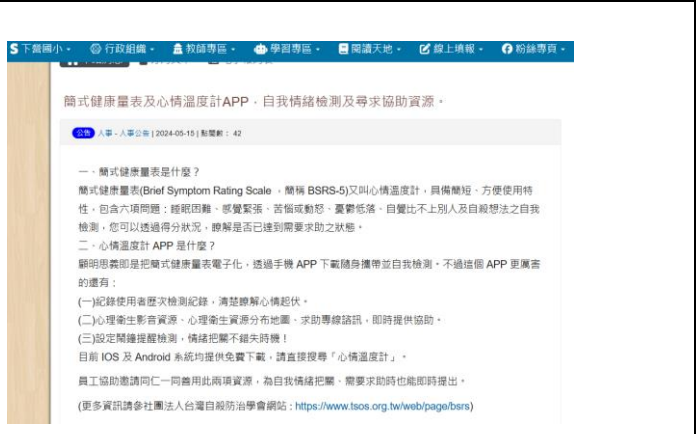 S下營國小 行政組織 教師專區 學習專區 閱讀天地 線上填報 粉絲專頁
簡式健康量表及心情溫度計APP,自我情緒檢測及尋求協助資源。
公告 人事 - 人事公告 | 2024-05-15 | 點閱數: 42
一、簡式健康量表是什麼?
簡式健康量表(Brief Symptom Rating Scale ,簡稱 BSRS-5)又叫心情溫度計,具備簡短、方便使用特
性,包含六項問題:睡眠困難、感覺緊張、苦惱或動怒、憂鬱低落、自覺比不上別人及自殺想法之自我
檢測,您可以透過得分狀況,瞭解是否已達到需要求助之狀態。
二、心情溫度計 APP 是什麼?
顧明思義即是把簡式健康量表電子化,透過手機 APP 下載隨身攜帶並自我檢測。不過這個 APP 更厲害
的還有:
(一)紀錄使用者歷次檢測紀錄,清楚瞭解心情起伏。
(二)心理衛生影音資源、心理衛生資源分布地圖、求助專線諮訊,即時提供協助。
(三)設定鬧鐘提醒檢測,情緒把關不錯失時機!
目前 IOS 及 Android 系統均提供免費下載,請直接搜尋「心情溫度計」。
員工協助邀請同仁一同善用此兩項資源,為自我情緒把關、需要求助時也能即時提出。
(更多資訊請參社團法人台灣自殺防治學會網站:https://www.tsos.org.tw/web/page/bsrs)